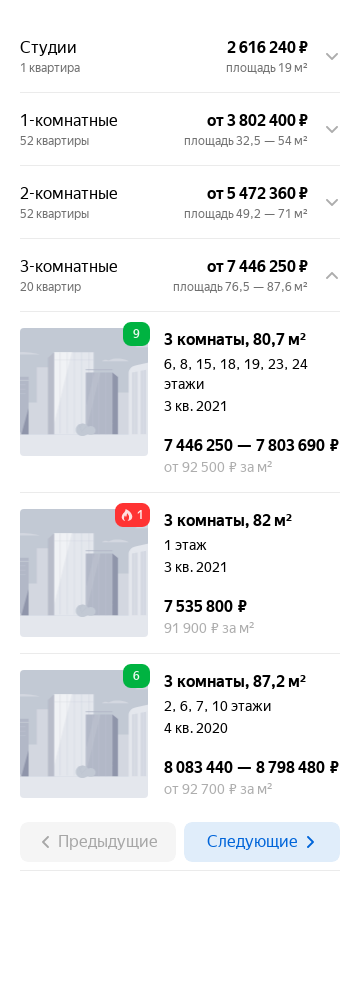 Студии 2 616 240 ₽
1 квартира площадь 19 м²
1-комнатные от 3 802 400 ₽
52 квартиры площадь 32,5 — 54 м²
2-комнатные от 5 472 360 ₽
52 квартиры площадь 49,2 — 71 м²
3-комнатные от 7 446 250 ₽
20 квартир площадь 76,5 — 87,6 м²
9
3 комнаты, 80,7 м²
6, 8, 15, 18, 19, 23, 24
этажи
3 кв. 2021
7 446 250 — 7 803 690 ₽
от 92 500 ₽ за м²
1
3 комнаты, 82 м²
1 этаж
3 кв. 2021
7 535 800 ₽
91 900 ₽ за м²
6
3 комнаты, 87,2 м²
2, 6, 7, 10 этажи
4 кв. 2020
8 083 440 — 8 798 480 ₽
от 92 700 ₽ за м²
Предыдущие Следующие